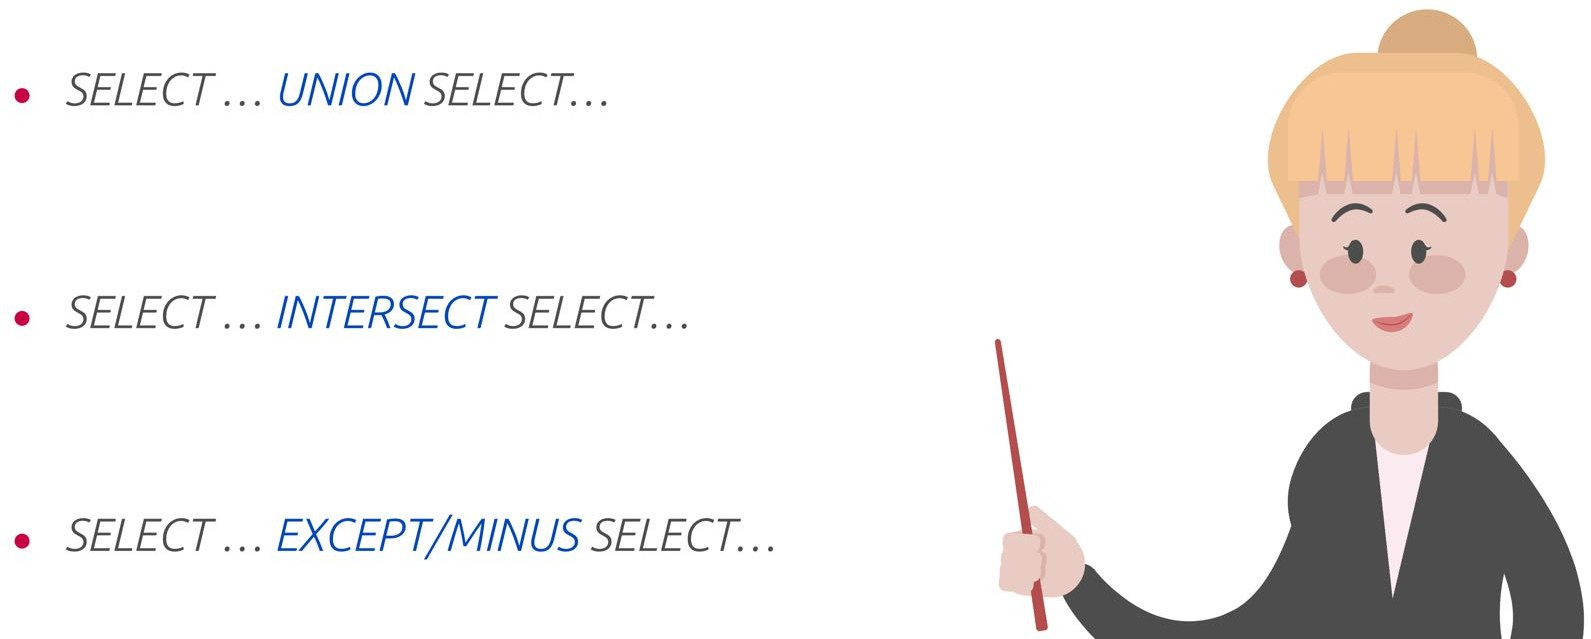 • SELECT … UNION SELECT…
• SELECT … INTERSECT SELECT…
• SELECT … EXCEPT/MINUS SELECT…